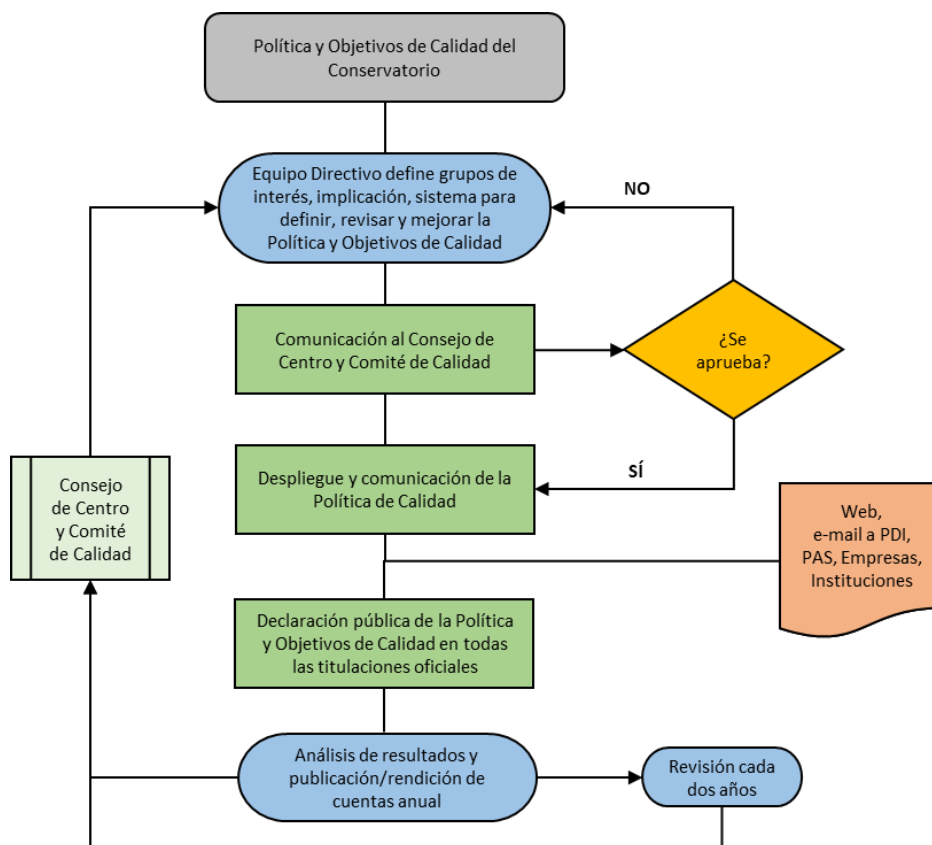 Política y Objetivos de Calidad del
Conservatorio
Equipo Directivo define grupos de
interés, implicación, sistema para
definir, revisar y mejorar la
Política y Objetivos de Calidad
NO
Comunicación al Consejo de
Centro y Comité de Calidad
¿Se
aprueba?
Despliegue y comunicación de la
Política de Calidad
SÍ
Consejo
de Centro
y Comité
de Calidad
Web,
e-mail a PDI,
PAS, Empresas,
Instituciones
Declaración pública de la Política
y Objetivos de Calidad en todas
las titulaciones oficiales
Análisis de resultados y
publicación/rendición de
cuentas anual
Revisión cada
dos años